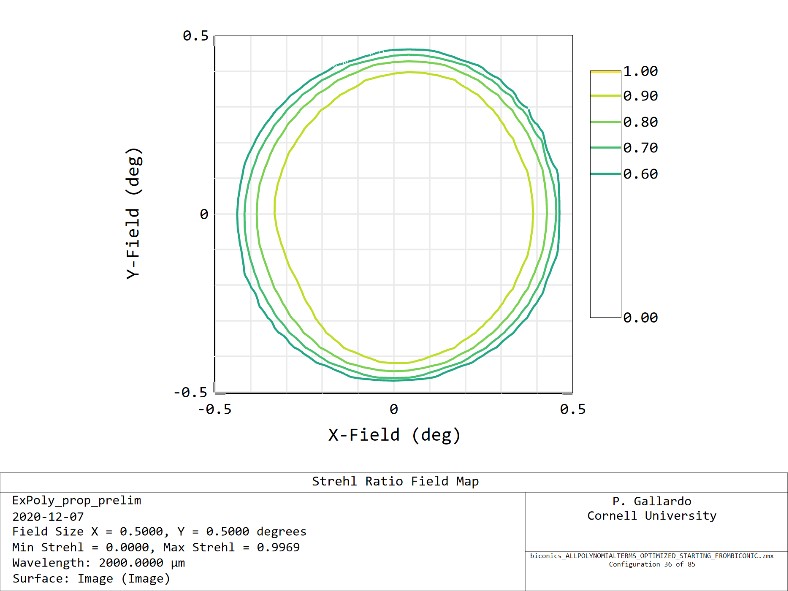 0.5
0
-0.5
Y-Field (deg)
-0.5
0
0.5
X-Field (deg)
1.00
0.90
0.80
0.70
0.60
0.00
Strehl Ratio Field Map
ExPoly_prop_prelim
2020-12-07
Field Size X = 0.5000, Y = 0.5000 degrees
Min Strehl = 0.0000, Max Strehl = 0.9969
Wavelength: 2000.0000 µm
Surface: Image (Image)
P. Gallardo
Cornell University
biconics_ALLPOLYNOMIALTERMS_OPTIMIZED_STARTING_FROMBICONIC.zmx
Configuration 36 of 85